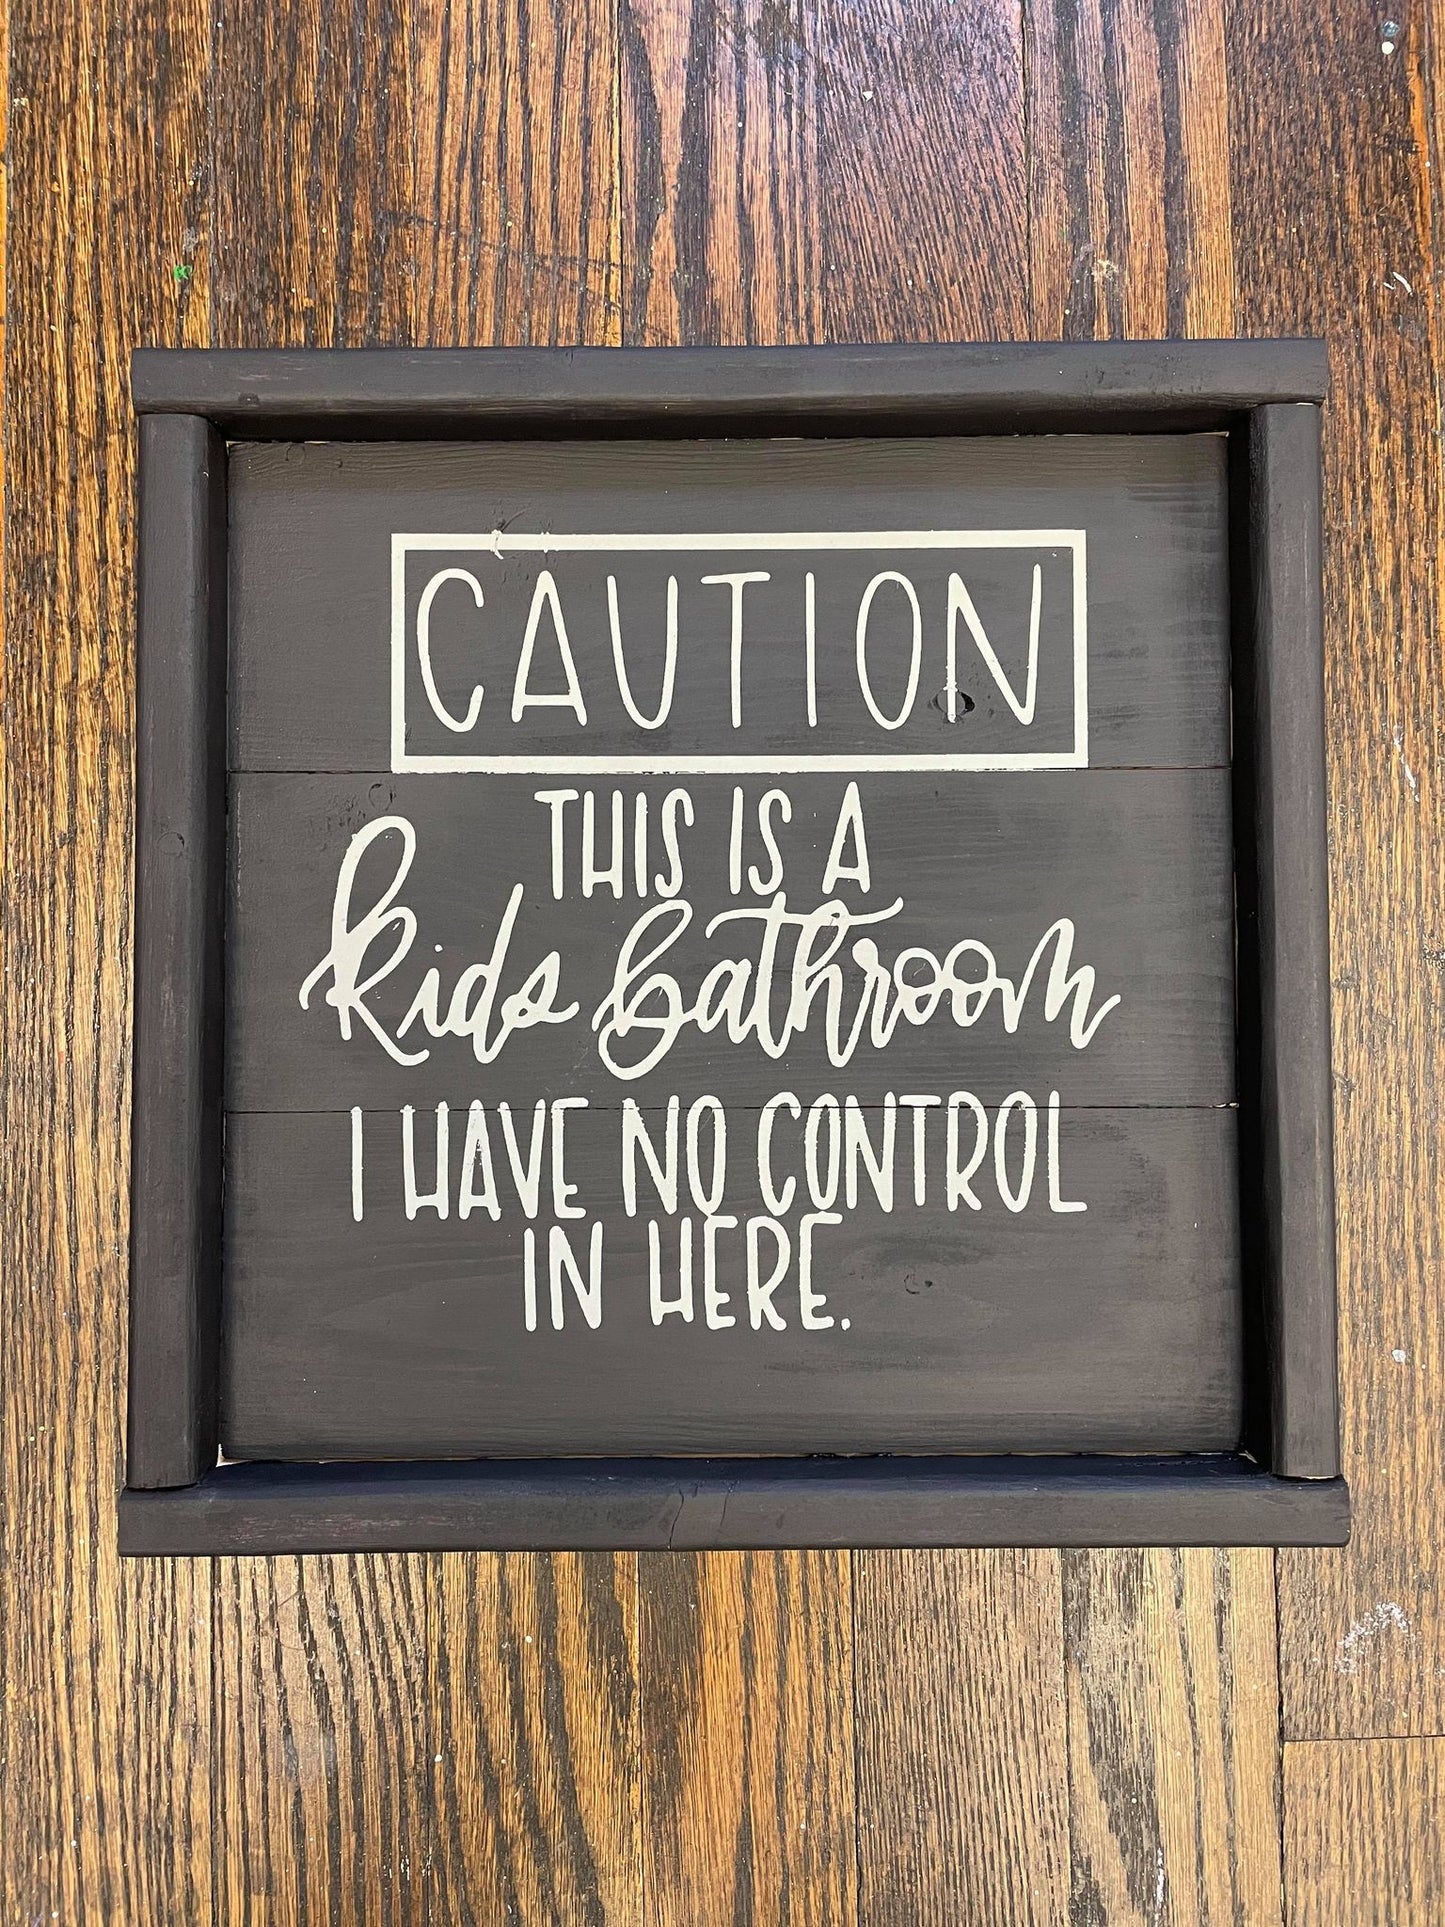 CAUTION
THIS IS A
Kids bathroom
I HAVE NO CONTROL
IN HERE.